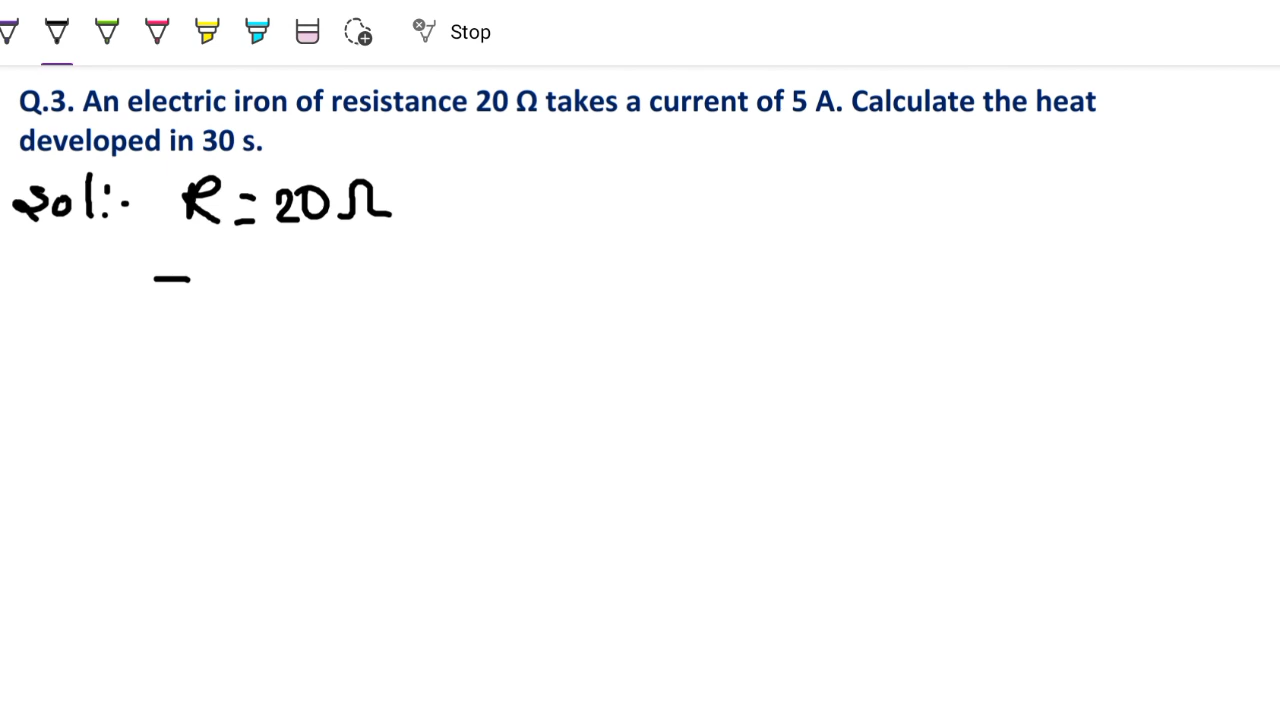 Stop
Q.3. An electric iron of resistance 20 Ω takes a current of 5 A. Calculate the heat
developed in 30 s.
Sol:. R = 20 Ω